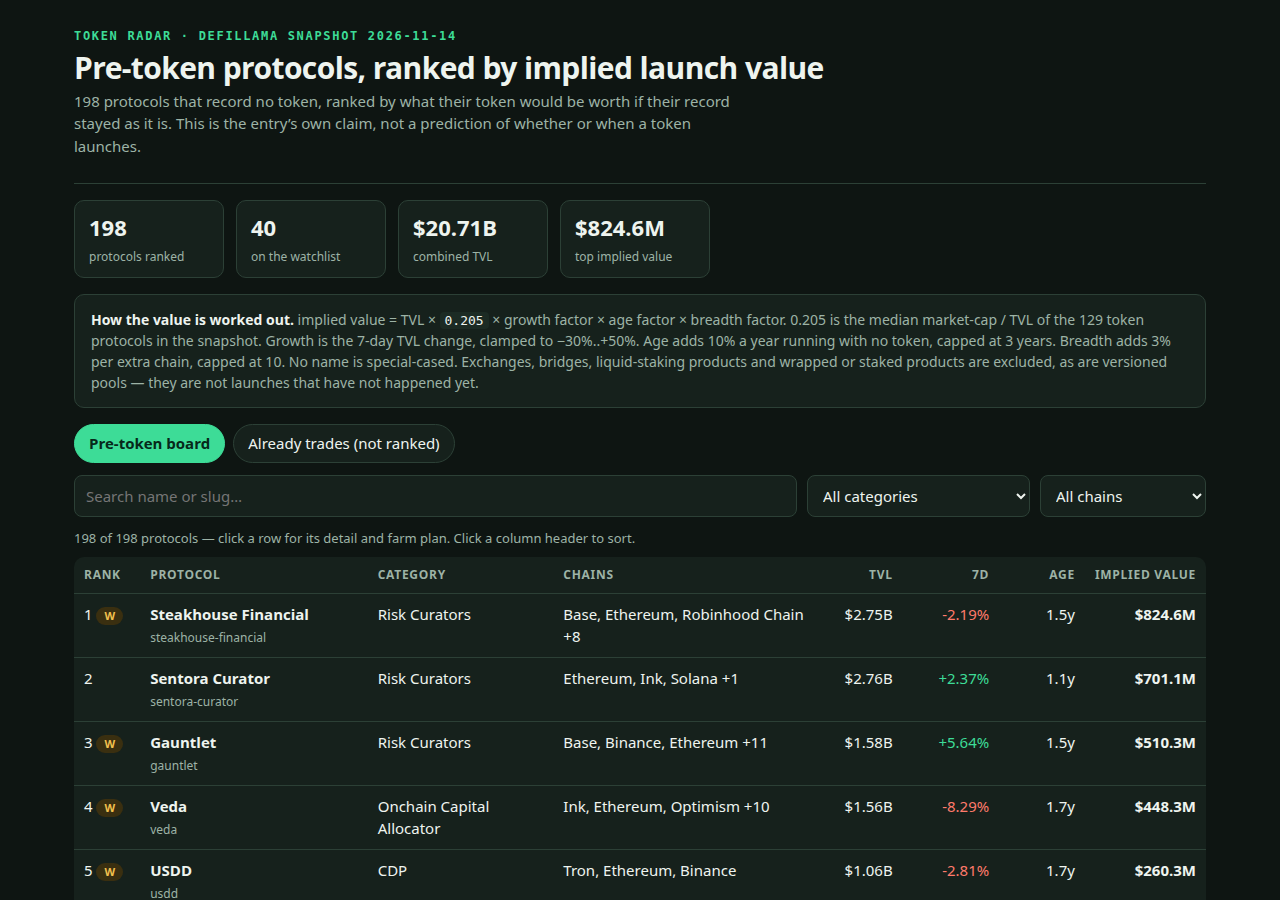 TOKEN RADAR · DEFILLAMA SNAPSHOT 2026-11-14
Pre-token protocols, ranked by implied launch value
198 protocols that record no token, ranked by what their token would be worth if their record
stayed as it is. This is the entry’s own claim, not a prediction of whether or when a token
launches.
198
protocols ranked
40
on the watchlist
$20.71B
combined TVL
$824.6M
top implied value
How the value is worked out. implied value = TVL × 0.205 × growth factor × age factor × breadth factor. 0.205 is the median market-cap / TVL of the 129 token
protocols in the snapshot. Growth is the 7-day TVL change, clamped to −30%..+50%. Age adds 10% a year running with no token, capped at 3 years. Breadth adds 3%
per extra chain, capped at 10. No name is special-cased. Exchanges, bridges, liquid-staking products and wrapped or staked products are excluded, as are versioned
pools — they are not launches that have not happened yet.
Pre-token board
Already trades (not ranked)
Search name or slug…
All categories
All chains
198 of 198 protocols — click a row for its detail and farm plan. Click a column header to sort.
RANK PROTOCOL CATEGORY CHAINS TVL 7D AGE IMPLIED VALUE
1 W Steakhouse Financial Risk Curators Base, Ethereum, Robinhood Chain $2.75B -2.19% 1.5y $824.6M
steakhouse-financial +8
2 Sentora Curator Risk Curators Ethereum, Ink, Solana +1 $2.76B +2.37% 1.1y $701.1M
sentora-curator
3 W Gauntlet Risk Curators Base, Binance, Ethereum +11 $1.58B +5.64% 1.5y $510.3M
gauntlet
4 W Veda Onchain Capital Ink, Ethereum, Optimism +10 $1.56B -8.29% 1.7y $448.3M
veda Allocator
5 W USDD CDP Tron, Ethereum, Binance $1.06B -2.81% 1.7y $260.3M
usdd